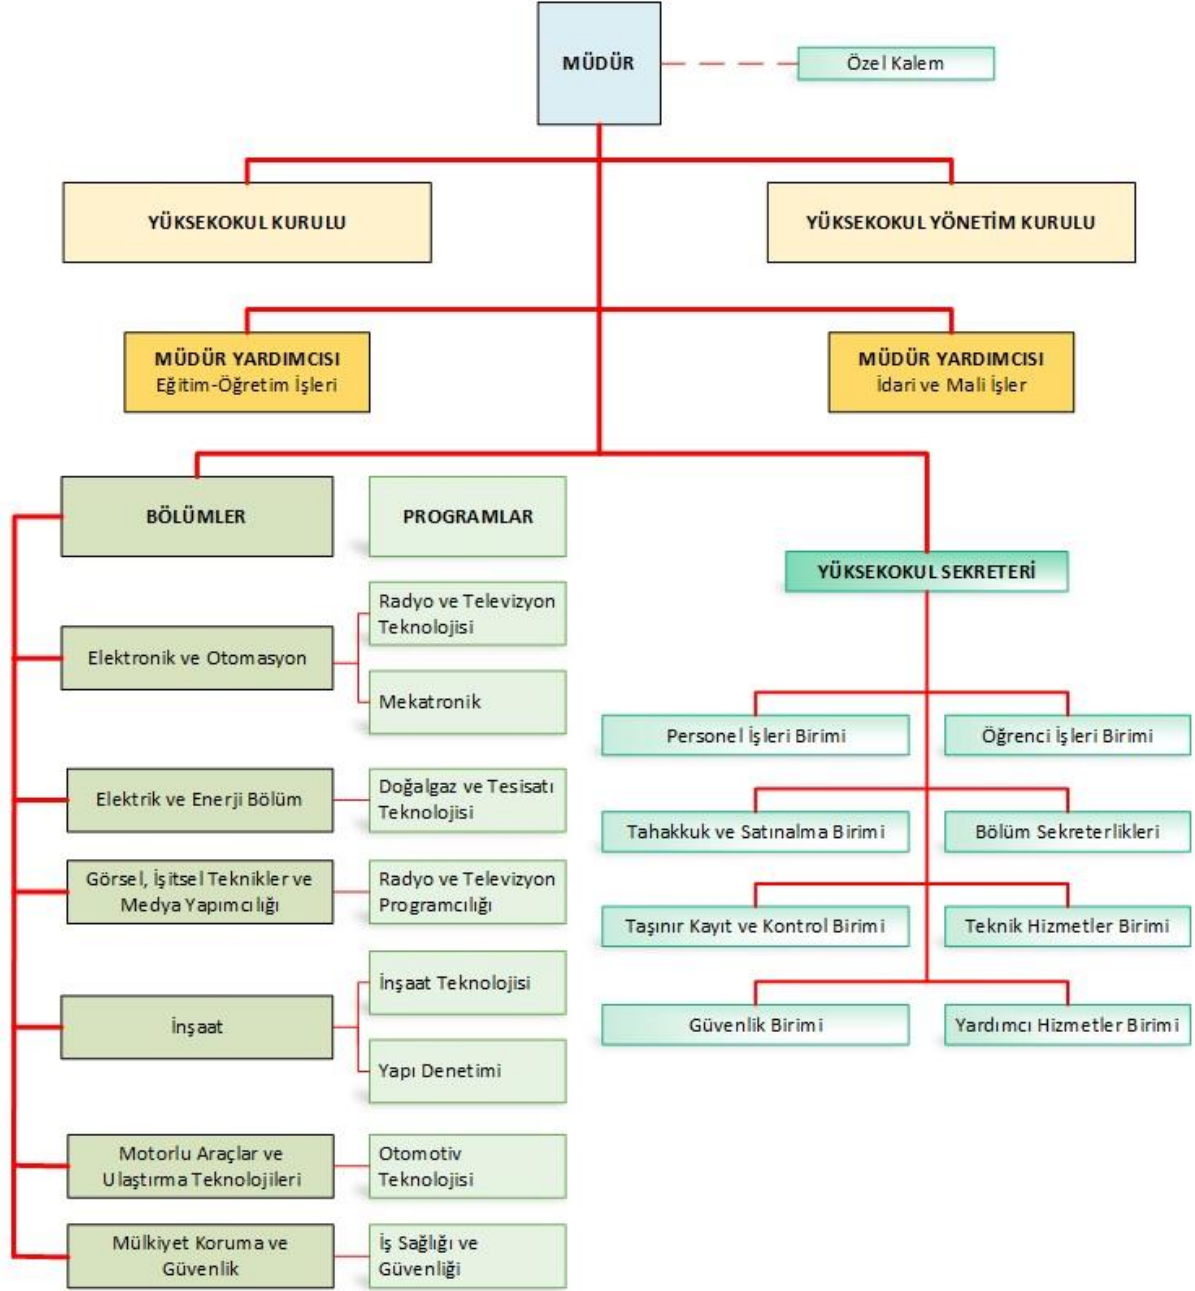 MÜDÜR
Özel Kalem
YÜKSEKOKUL KURULU
YÜKSEKOKUL YÖNETİM KURULU
MÜDÜR YARDIMCISI
Eğitim-Öğretim İşleri
MÜDÜR YARDIMCISI
İdari ve Mali İşler
BÖLÜMLER
PROGRAMLAR
Elektronik ve Otomasyon
Radyo ve Televizyon
Teknolojisi
Mekatronik
Elektrik ve Enerji Bölüm
Doğalgaz ve Tesisatı
Teknolojisi
Görsel, İşitsel Teknikler ve
Medya Yapımcılığı
Radyo ve Televizyon
Programcılığı
İnşaat
İnşaat Teknolojisi
Yapı Denetimi
Motorlu Araçlar ve
Ulaştırma Teknolojileri
Otomotiv
Teknolojisi
Mülkiyet Koruma ve
Güvenlik
İş Sağlığı ve
Güvenliği
YÜKSEKOKUL SEKRETERİ
Personel İşleri Birimi
Öğrenci İşleri Birimi
Tahakkuk ve Satınalma Birimi
Bölüm Sekreterlikleri
Taşınır Kayıt ve Kontrol Birimi
Teknik Hizmetler Birimi
Güvenlik Birimi
Yardımcı Hizmetler Birimi